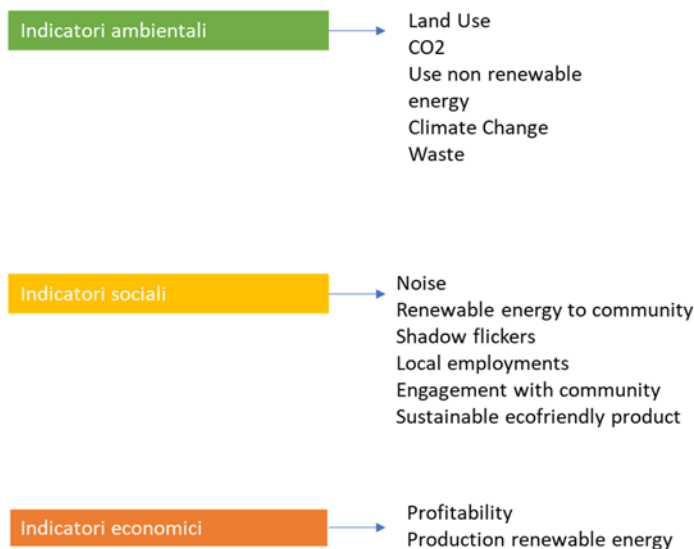 Indicatori ambientali
Land Use
CO2
Use non renewable
energy
Climate Change
Waste
Indicatori sociali
Noise
Renewable energy to community
Shadow flickers
Local employments
Engagement with community
Sustainable ecofriendly product
Indicatori economici
Profitability
Production renewable energy